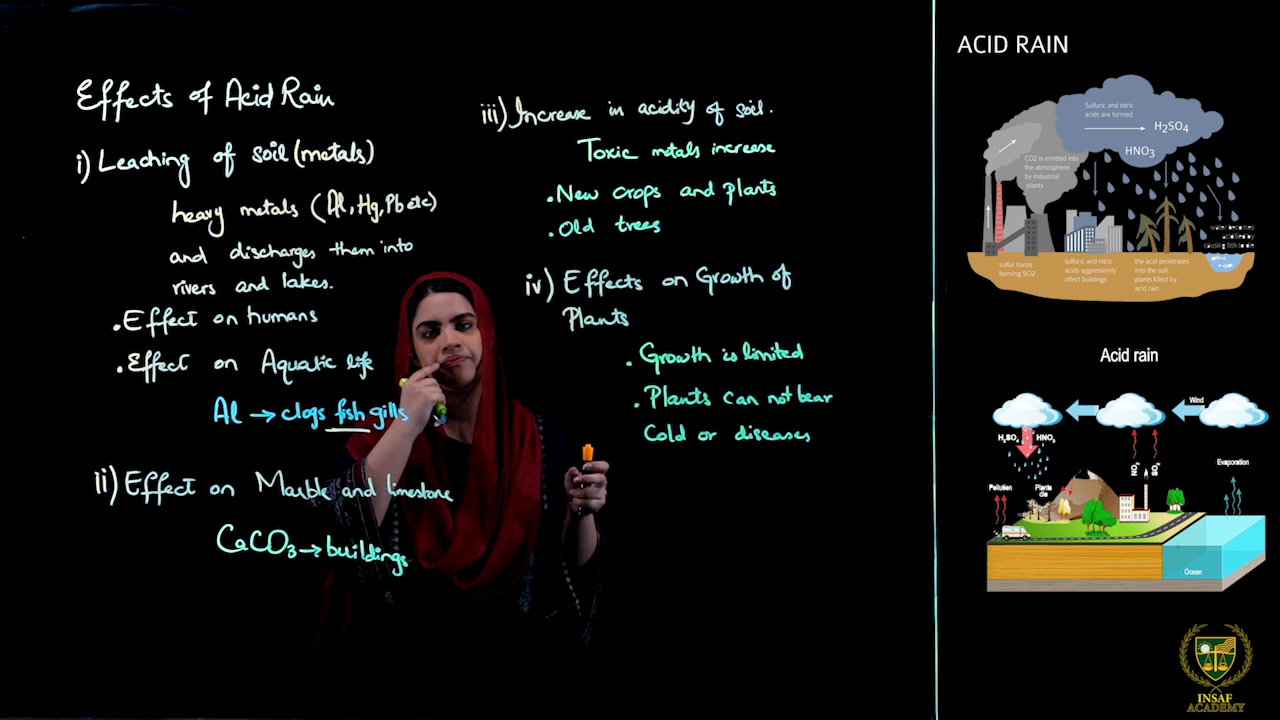 Effects of Acid Rain
i) Leaching of soil (metals)
heavy metals (Al, Hg, Pb etc)
and discharges them into
rivers and lakes.
• Effect on humans
• Effect on Aquatic life
Al → clogs fish gills
ii) Effect on Marble and limestone
CaCO3 → buildings
iii) Increase in acidity of soil.
Toxic metals increase
• New crops and plants
• Old trees
iv) Effects on Growth of
Plants
• Growth is limited
• Plants can not bear
Cold or diseases
ACID RAIN
Sulfuric and nitric
acids are formed
H2SO4
HNO3
CO2 is emitted into
the atmosphere
by industrial
plants
sulfur burns
forming SO2
sulfuric and nitric
acids aggressively
affect buildings
the acid penetrates
into the soil.
plants killed by
acid rain
Acid rain
Wind
H2SO4
HNO3
Evaporation
Pollution
Plants
die
Ocean
INSAF
ACADEMY